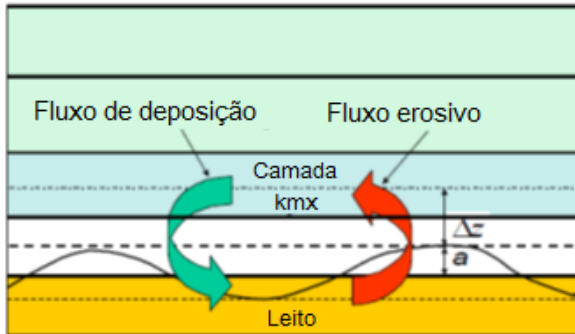 Fluxo de deposição
Fluxo erosivo
Camada
kmx
Δz
a
Leito